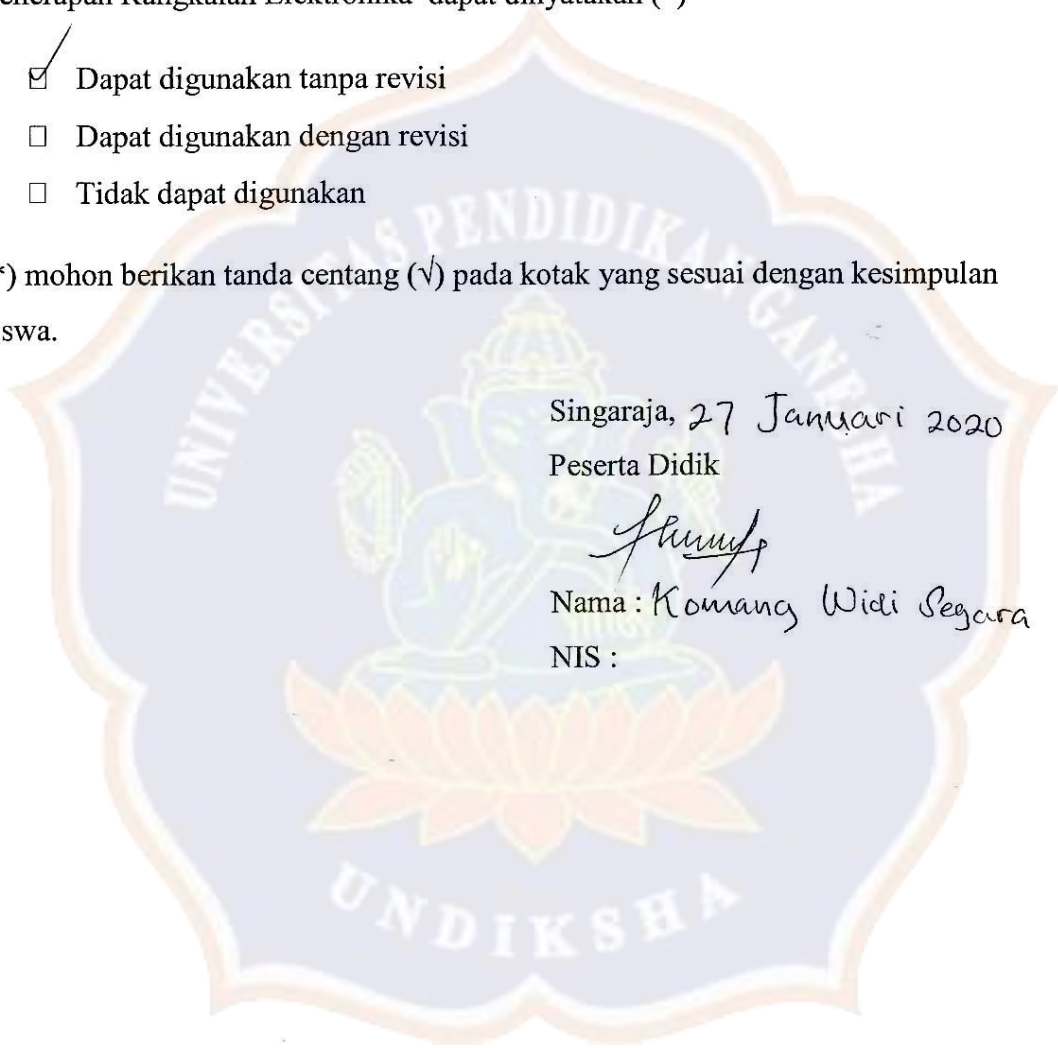 Penerapan Rangkaian Elektronika dapat dinyatakan (*)
☑ Dapat digunakan tanpa revisi
☐ Dapat digunakan dengan revisi
☐ Tidak dapat digunakan
*) mohon berikan tanda centang (√) pada kotak yang sesuai dengan kesimpulan
siswa.
UNIVERSITAS PENDIDIKAN GANESHA
Singaraja, 27 Januari 2020
Peserta Didik
Nama : Komang Widi Segara
NIS :
UNDIKSHA